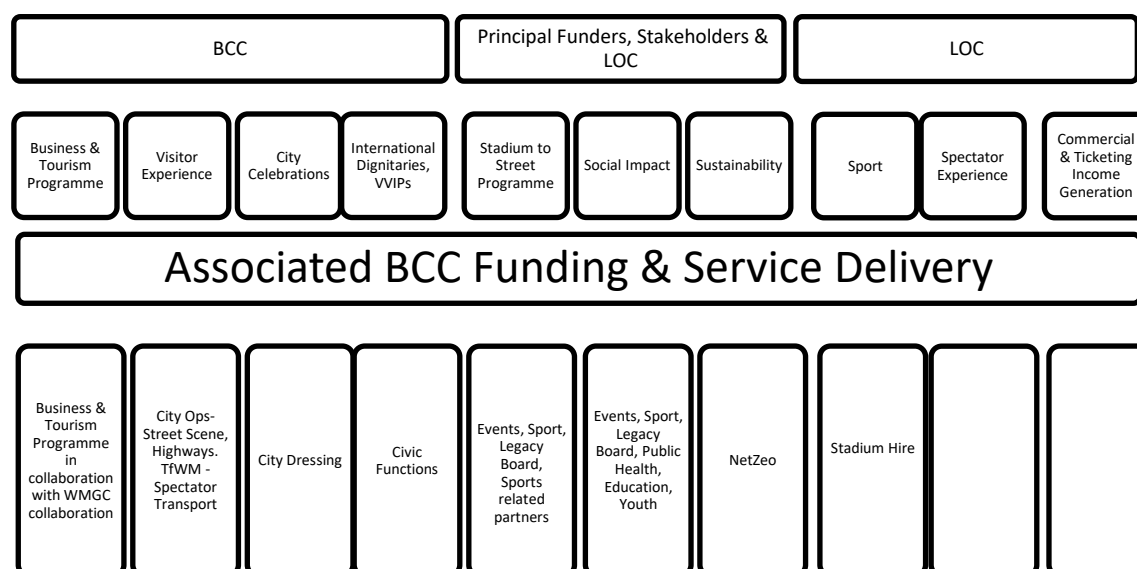 BCC
Principal Funders, Stakeholders &
LOC
LOC
Business &
Tourism
Programme
Visitor
Experience
City
Celebrations
International
Dignitaries,
VVIPs
Stadium to
Street
Programme
Social Impact
Sustainability
Sport
Spectator
Experience
Commercial
& Ticketing
Income
Generation
Associated BCC Funding & Service Delivery
Business &
Tourism
Programme
in
collaboration
with WMGC
collaboration
City Ops-
Street Scene,
Highways.
TfWM -
Spectator
Transport
City Dressing
Civic
Functions
Events, Sport,
Legacy
Board,
Sports
related
partners
Events, Sport,
Legacy
Board, Public
Health,
Education,
Youth
NetZeo
Stadium Hire